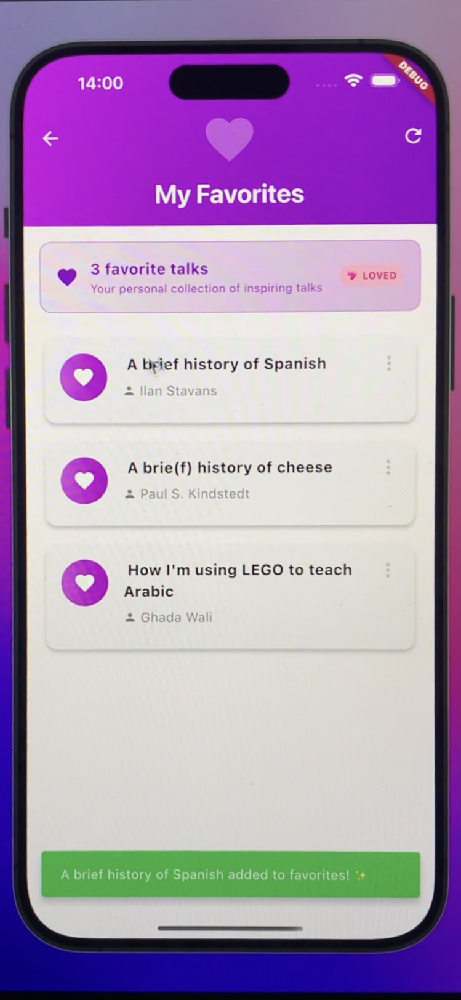 14:00
DEBUG
My Favorites
3 favorite talks
Your personal collection of inspiring talks
LOVED
A brief history of Spanish
Ilan Stavans
A brie(f) history of cheese
Paul S. Kindstedt
How I'm using LEGO to teach
Arabic
Ghada Wali
A brief history of Spanish added to favorites! ✨